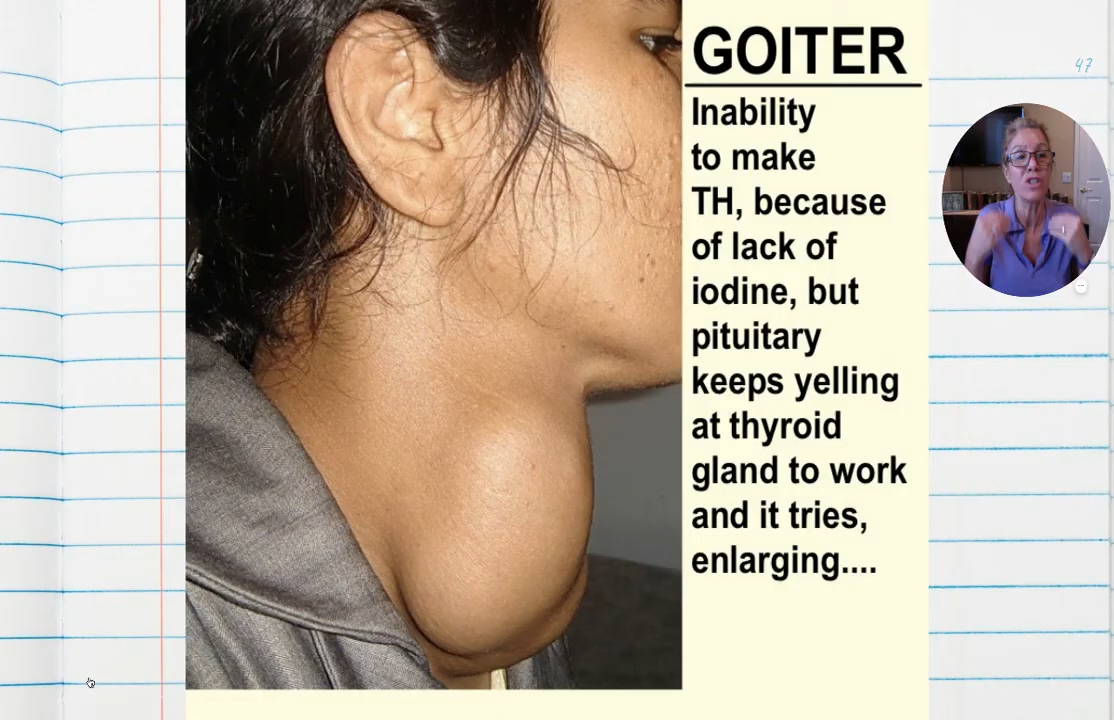 GOITER
47
Inability
to make
TH, because
of lack of
iodine, but
pituitary
keeps yelling
at thyroid
gland to work
and it tries,
enlarging....